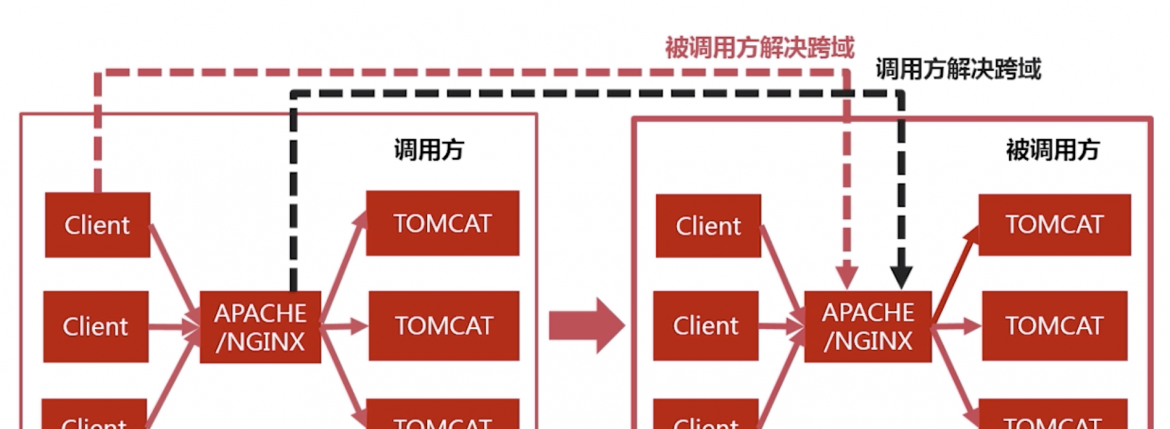 被调用方解决跨域
调用方解决跨域
调用方
被调用方
Client
TOMCAT
Client
TOMCAT
Client
APACHE
/NGINX
TOMCAT
Client
APACHE
/NGINX
TOMCAT
Client
TOMCAT
Client
TOMCAT